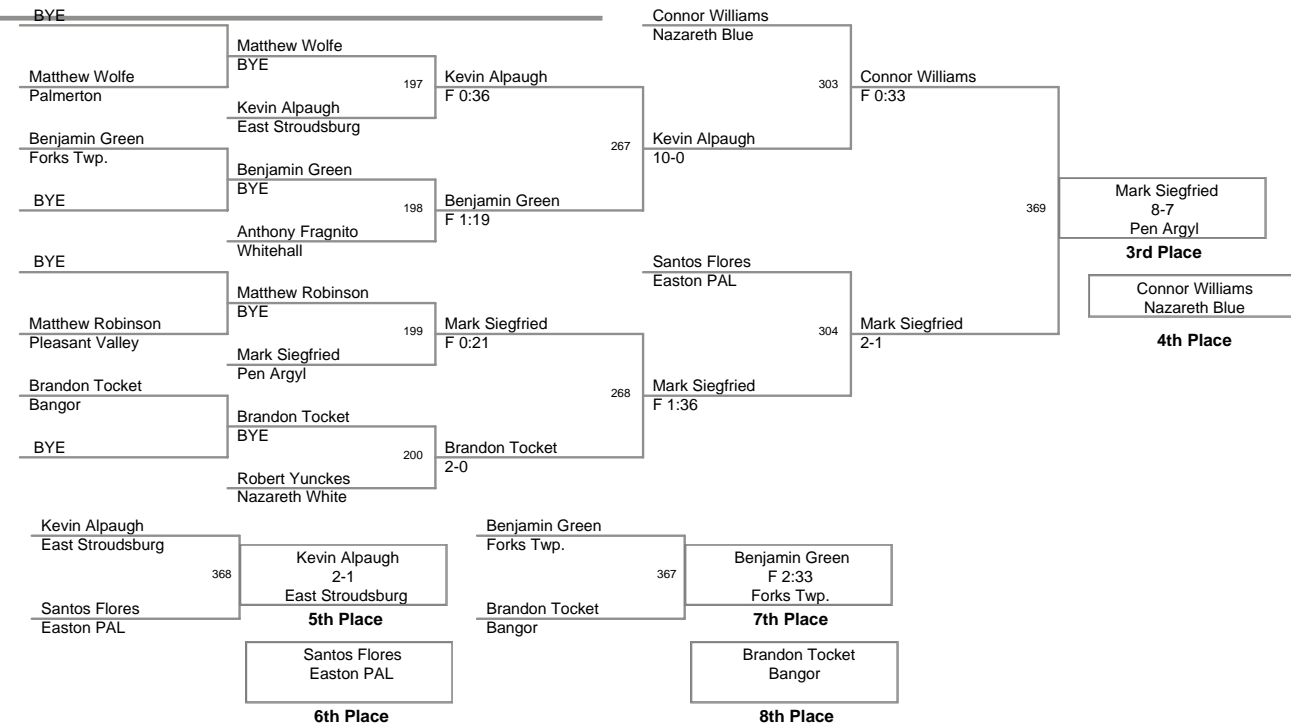 BYE
Matthew Wolfe
Palmerton
Benjamin Green
Forks Twp.
BYE
BYE
Matthew Robinson
Pleasant Valley
Brandon Tocket
Bangor
BYE
Matthew Wolfe
BYE
197
Kevin Alpaugh
East Stroudsburg
Benjamin Green
BYE
198
Anthony Fragnito
Whitehall
Matthew Robinson
BYE
199
Mark Siegfried
Pen Argyl
Brandon Tocket
BYE
200
Robert Yunckes
Nazareth White
Kevin Alpaugh
F 0:36
267
Benjamin Green
F 1:19
Mark Siegfried
F 0:21
268
Brandon Tocket
2-0
Connor Williams
Nazareth Blue
303
Kevin Alpaugh
10-0
Santos Flores
Easton PAL
304
Mark Siegfried
F 1:36
Connor Williams
F 0:33
369
Mark Siegfried
2-1
Mark Siegfried
8-7
Pen Argyl
3rd Place
Connor Williams
Nazareth Blue
4th Place
Kevin Alpaugh
East Stroudsburg
368
Santos Flores
Easton PAL
Kevin Alpaugh
2-1
East Stroudsburg
5th Place
Santos Flores
Easton PAL
6th Place
Benjamin Green
Forks Twp.
367
Brandon Tocket
Bangor
Benjamin Green
F 2:33
Forks Twp.
7th Place
Brandon Tocket
Bangor
8th Place